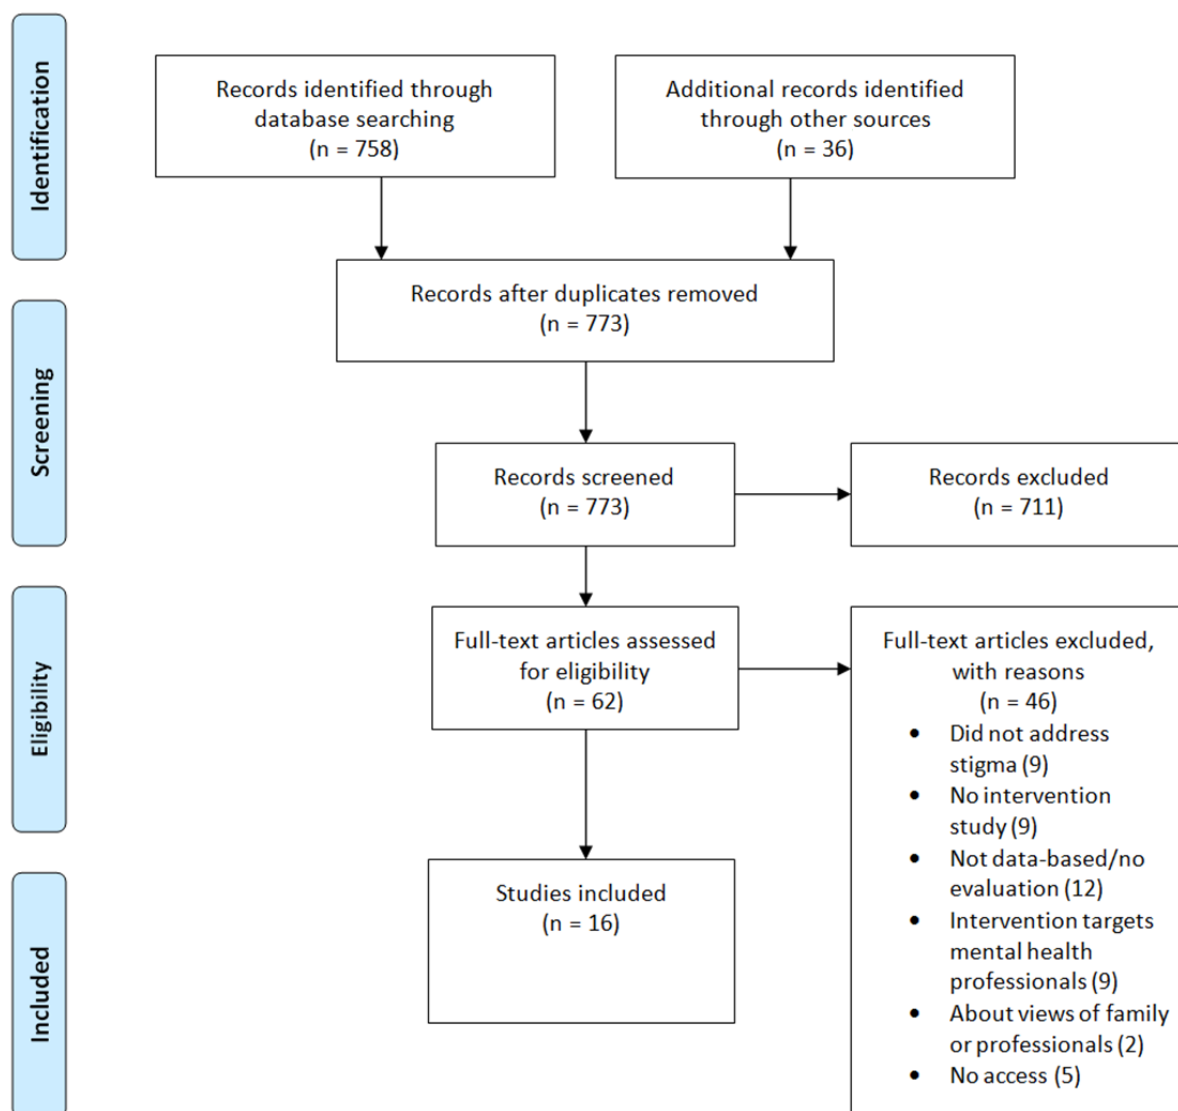 Identification
Records identified through
database searching
(n = 758)
Additional records identified
through other sources
(n = 36)
Records after duplicates removed
(n = 773)
Screening
Records screened
(n = 773)
Records excluded
(n = 711)
Eligibility
Full-text articles assessed
for eligibility
(n = 62)
Full-text articles excluded,
with reasons
(n = 46)
• Did not address
stigma (9)
• No intervention
study (9)
• Not data-based/no
evaluation (12)
• Intervention targets
mental health
professionals (9)
• About views of family
or professionals (2)
• No access (5)
Included
Studies included
(n = 16)